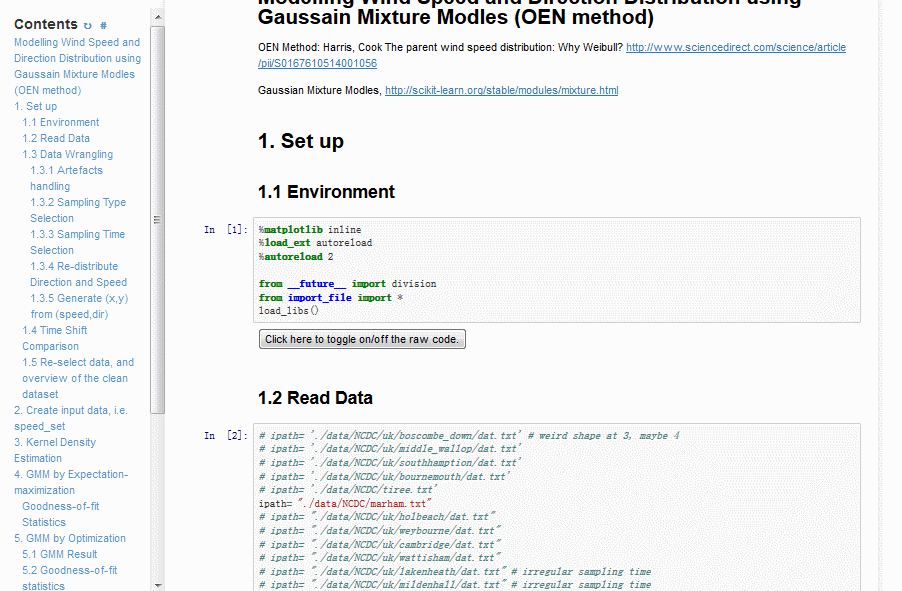 Contents ↻ #
Modelling Wind Speed and
Direction Distribution using
Gaussain Mixture Modles
(OEN method)
1. Set up
1.1 Environment
1.2 Read Data
1.3 Data Wrangling
1.3.1 Artefacts
handling
1.3.2 Sampling Type
Selection
1.3.3 Sampling Time
Selection
1.3.4 Re-distribute
Direction and Speed
1.3.5 Generate (x,y)
from (speed,dir)
1.4 Time Shift
Comparison
1.5 Re-select data, and
overview of the clean
dataset
2. Create input data, i.e.
speed_set
3. Kernel Density
Estimation
4. GMM by Expectation-
maximization
Goodness-of-fit
Statistics
5. GMM by Optimization
5.1 GMM Result
5.2 Goodness-of-fit
statistics
Modelling Wind Speed and Direction Distribution using
Gaussain Mixture Modles (OEN method)
OEN Method: Harris, Cook The parent wind speed distribution: Why Weibull? http://www.sciencedirect.com/science/article
/pii/S0167610514001056
Gaussian Mixture Modles, http://scikit-learn.org/stable/modules/mixture.html
1. Set up
1.1 Environment
In [1]:
%matplotlib inline
%load_ext autoreload
%autoreload 2
from __future__ import division
from import_file import *
load_libs()
Click here to toggle on/off the raw code.
1.2 Read Data
In [2]:
# ipath= './data/NCDC/uk/boscombe_down/dat.txt' # weird shape at 3, maybe 4
# ipath= './data/NCDC/uk/middle_wallop/dat.txt'
# ipath= './data/NCDC/uk/southhamption/dat.txt'
# ipath= './data/NCDC/uk/bournemouth/dat.txt'
# ipath= './data/NCDC/tiree.txt'
ipath= "./data/NCDC/marham.txt"
# ipath= "./data/NCDC/uk/holbeach/dat.txt"
# ipath= "./data/NCDC/uk/weybourne/dat.txt"
# ipath= "./data/NCDC/uk/cambridge/dat.txt"
# ipath= "./data/NCDC/uk/wattisham/dat.txt"
# ipath= "./data/NCDC/uk/lakenheath/dat.txt" # irregular sampling time
# ipath= "./data/NCDC/uk/mildenhall/dat.txt" # irregular sampling time